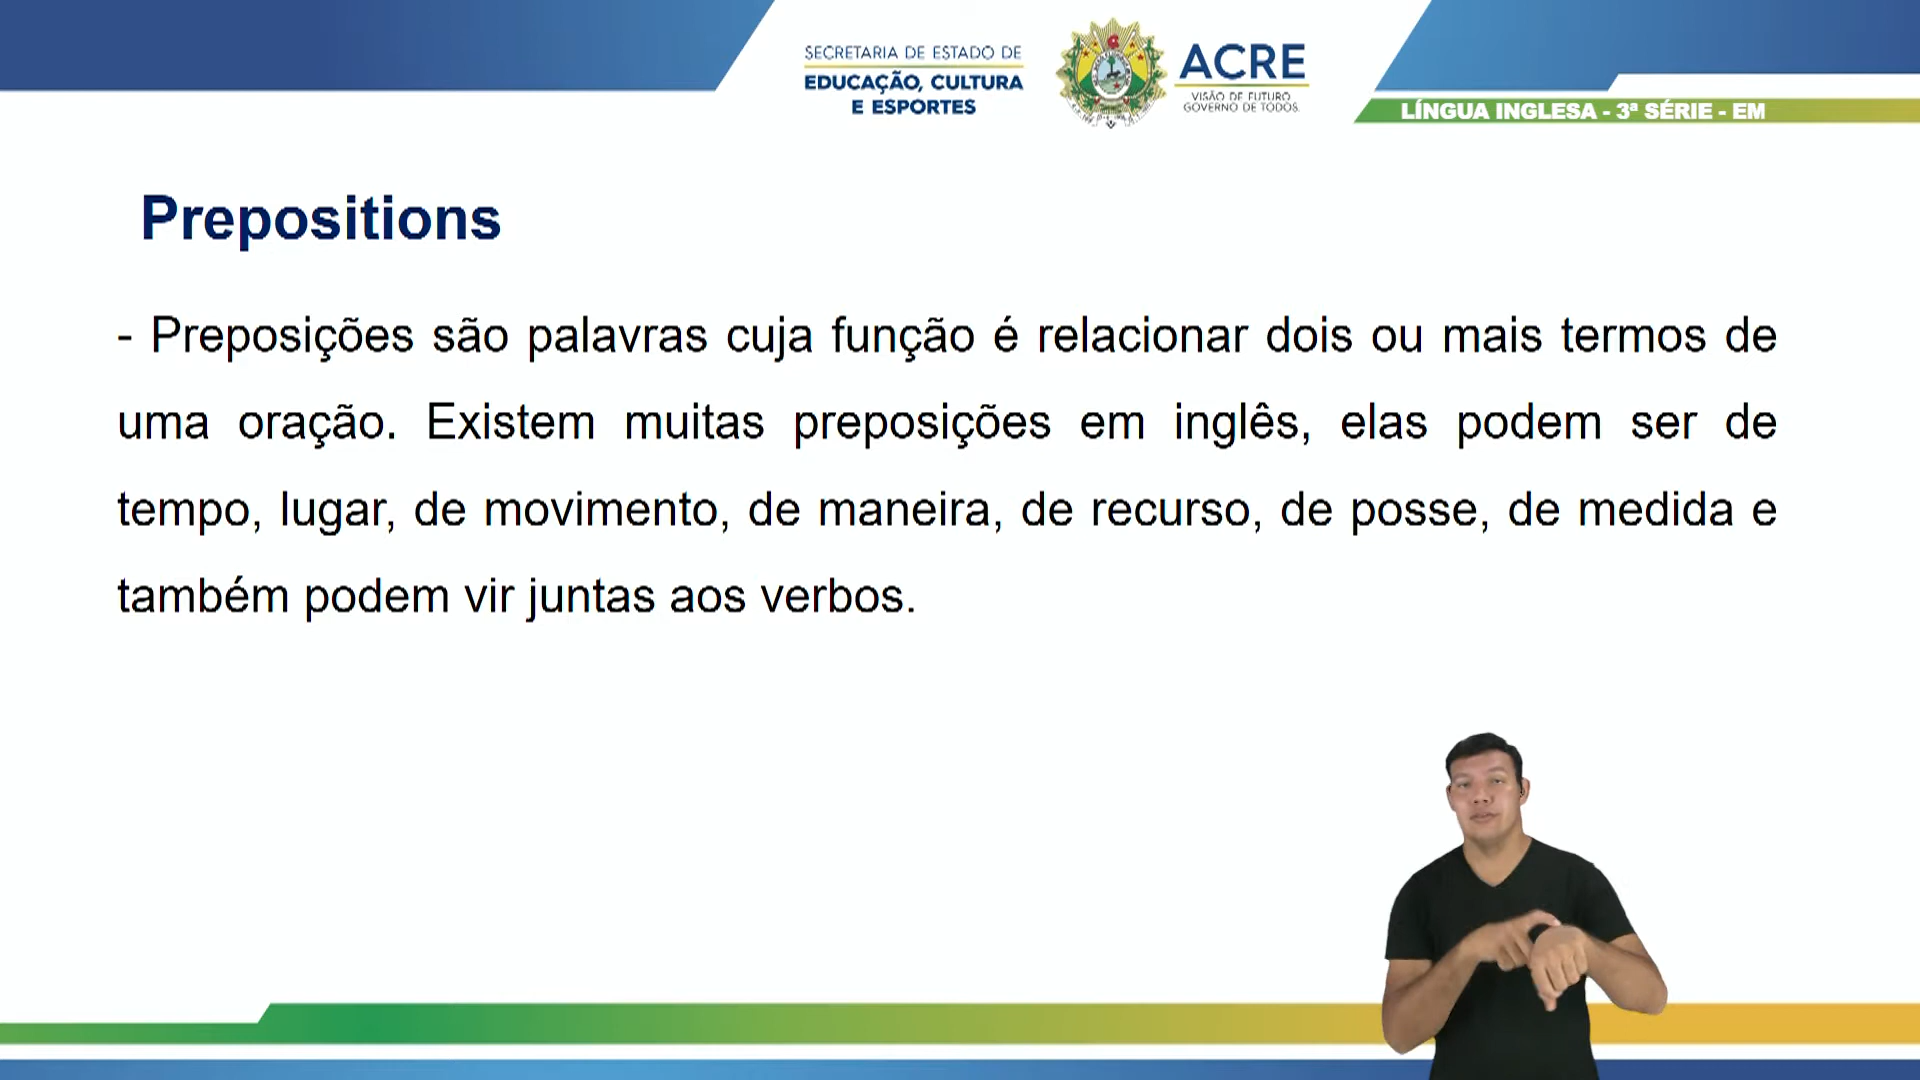 SECRETARIA DE ESTADO DE
EDUCAÇÃO, CULTURA
E ESPORTES
ACRE
VISÃO DE FUTURO
GOVERNO DE TODOS.
LÍNGUA INGLESA - 3ª SÉRIE - EM
Prepositions
- Preposições são palavras cuja função é relacionar dois ou mais termos de
uma oração. Existem muitas preposições em inglês, elas podem ser de
tempo, lugar, de movimento, de maneira, de recurso, de posse, de medida e
também podem vir juntas aos verbos.